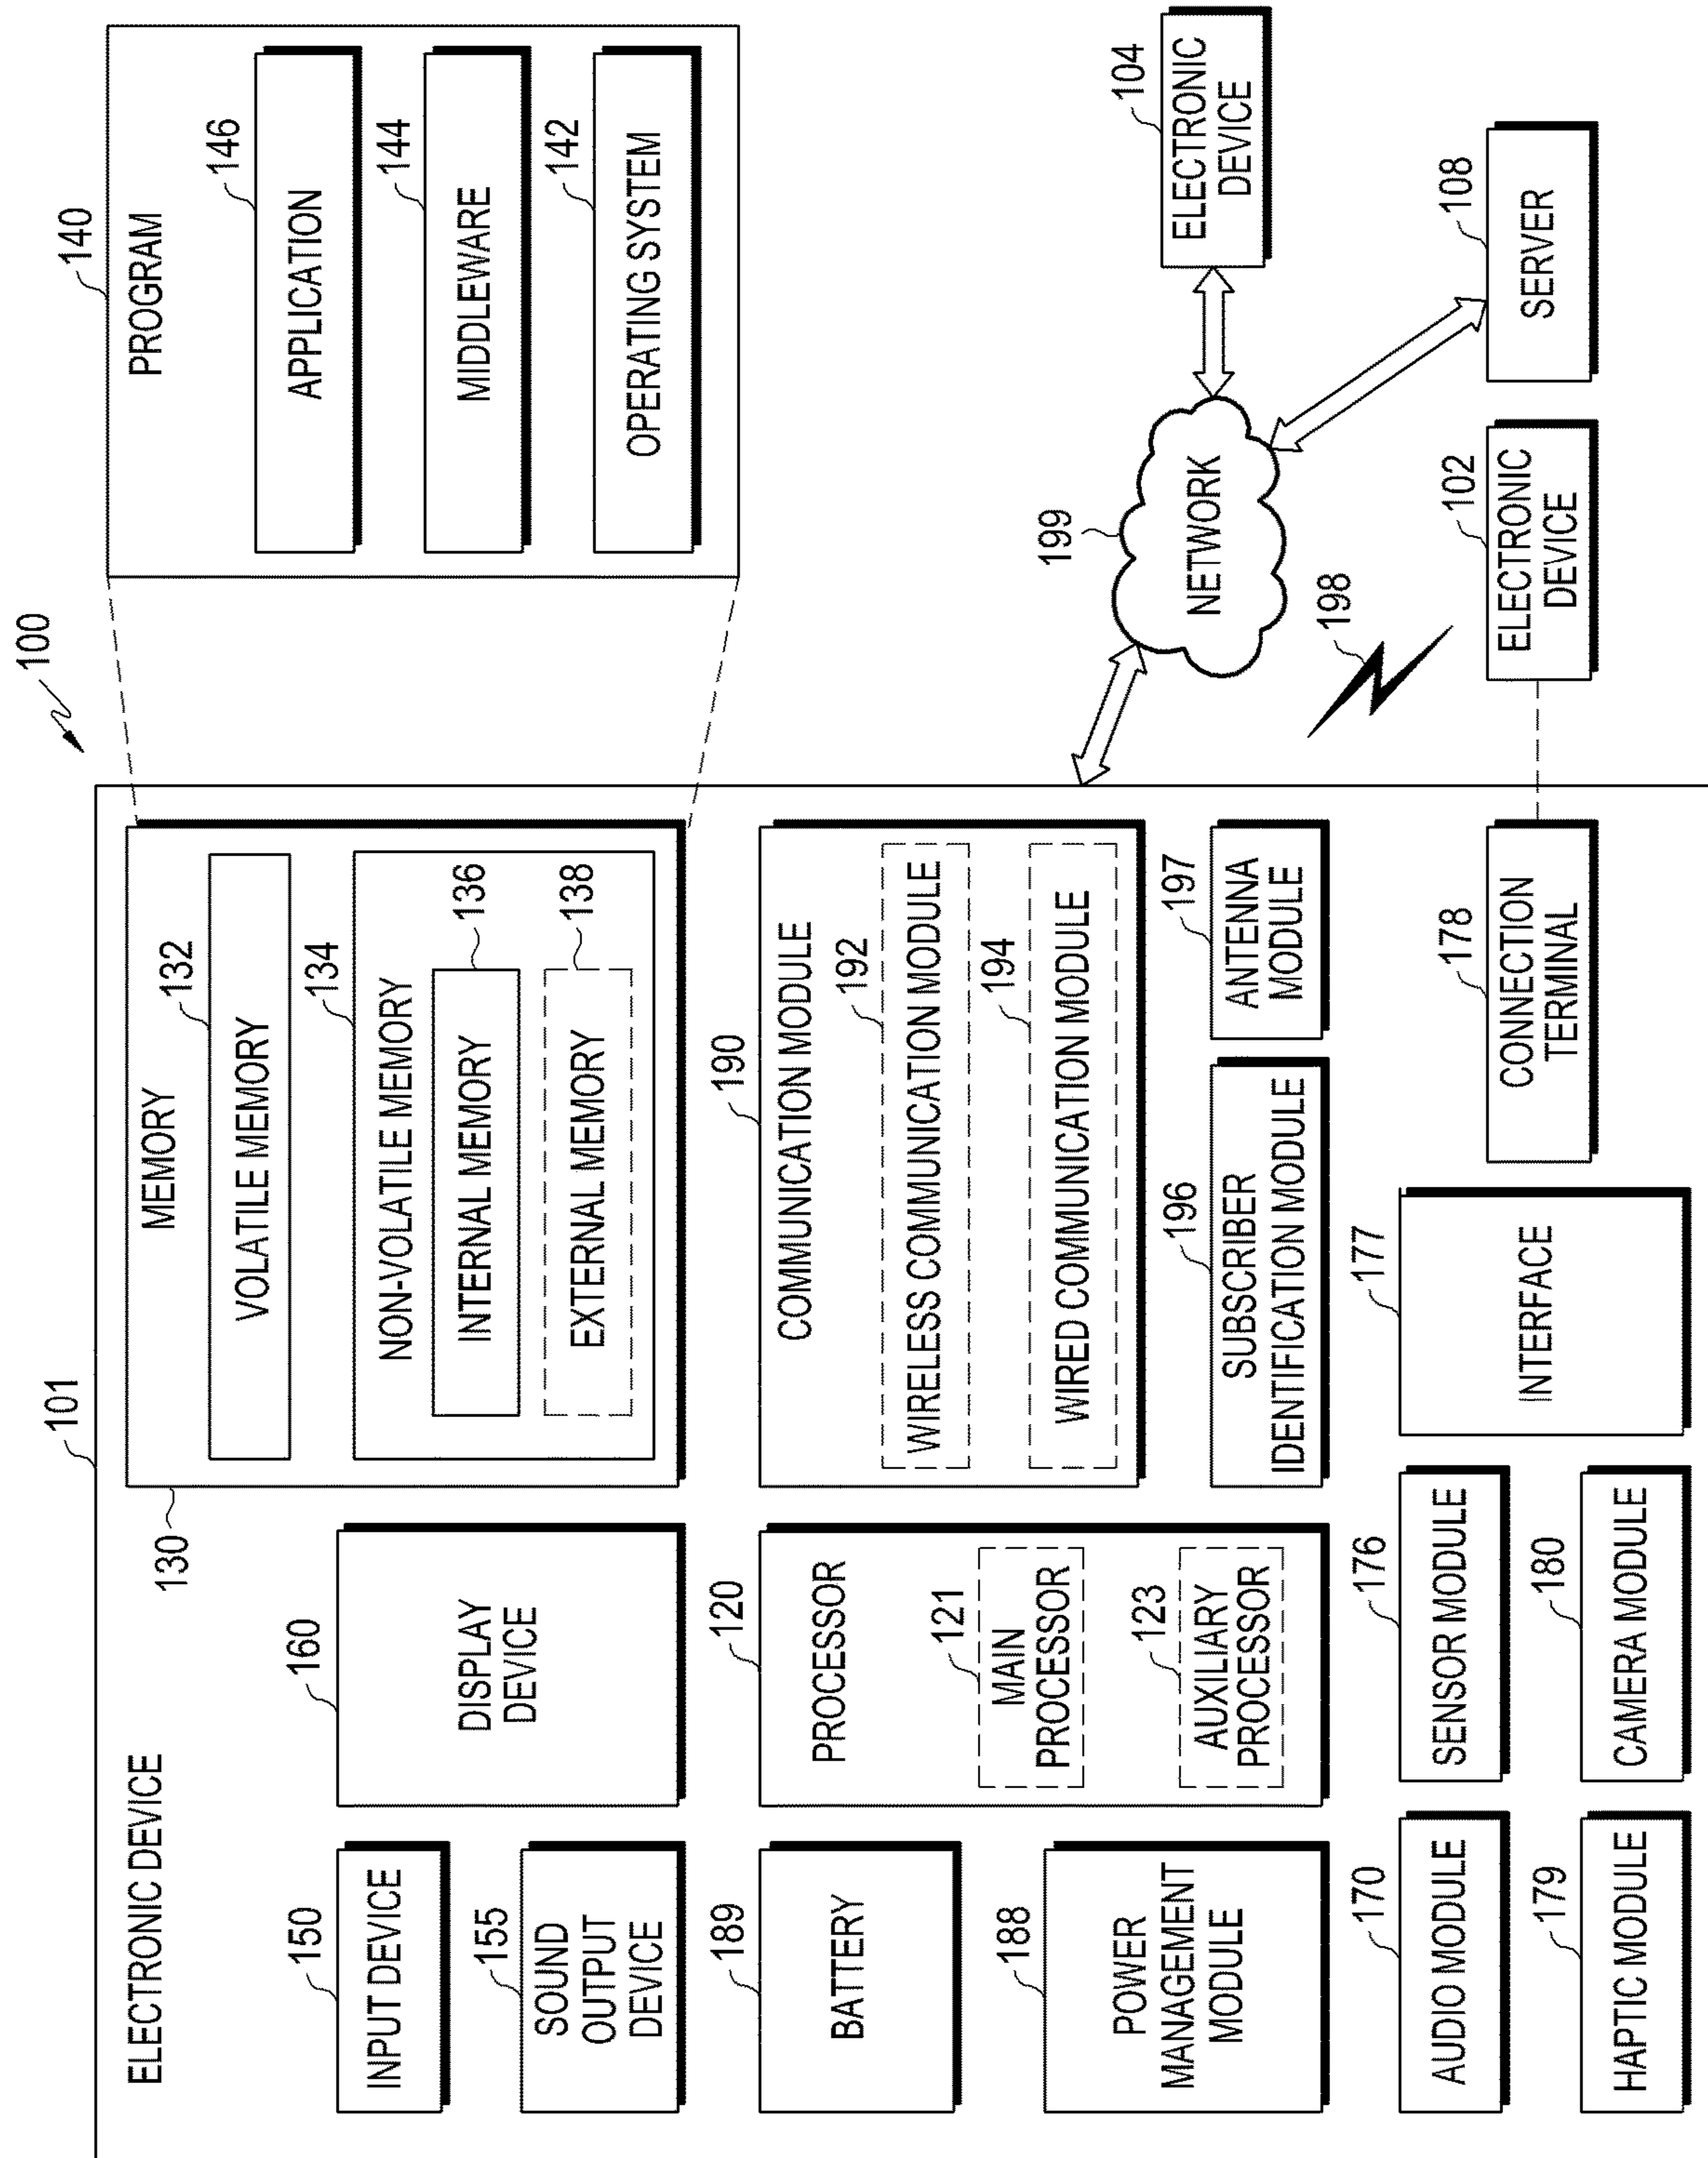 100
101
ELECTRONIC DEVICE
150
INPUT DEVICE
155
SOUND
OUTPUT
DEVICE
160
DISPLAY
DEVICE
130
MEMORY
132
VOLATILE MEMORY
134
NON-VOLATILE MEMORY
136
INTERNAL MEMORY
138
EXTERNAL MEMORY
140
PROGRAM
146
APPLICATION
144
MIDDLEWARE
142
OPERATING SYSTEM
189
BATTERY
188
POWER
MANAGEMENT
MODULE
120
PROCESSOR
121
MAIN
PROCESSOR
123
AUXILIARY
PROCESSOR
190
COMMUNICATION MODULE
192
WIRELESS COMMUNICATION MODULE
194
WIRED COMMUNICATION MODULE
196
SUBSCRIBER
IDENTIFICATION MODULE
197
ANTENNA
MODULE
199
NETWORK
104
ELECTRONIC
DEVICE
170
AUDIO MODULE
176
SENSOR MODULE
177
INTERFACE
178
CONNECTION
TERMINAL
198
102
ELECTRONIC
DEVICE
108
SERVER
179
HAPTIC MODULE
180
CAMERA MODULE